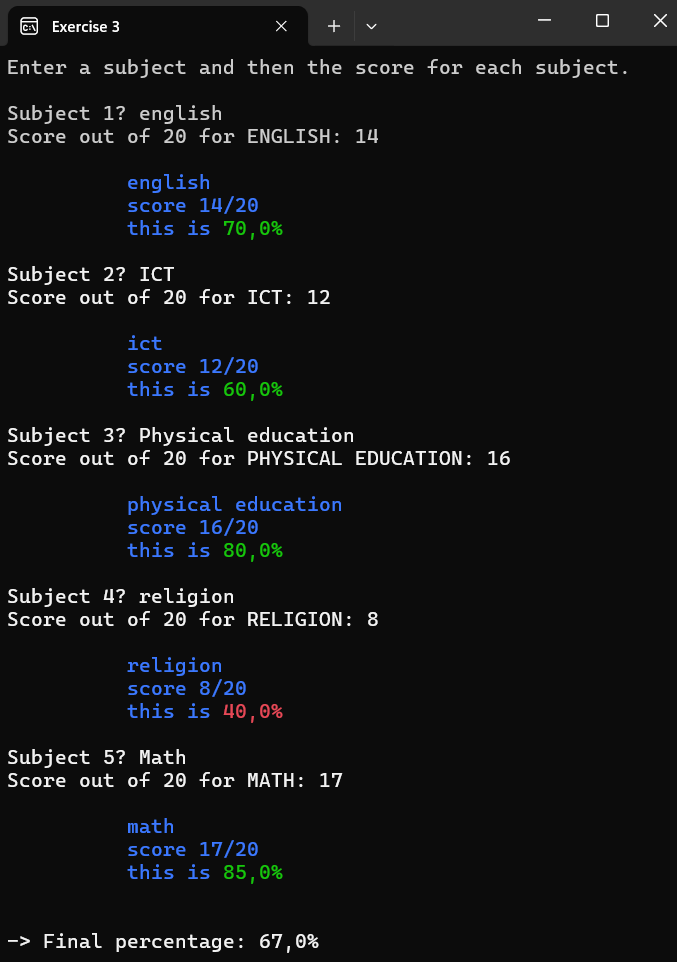 Exercise 3
Enter a subject and then the score for each subject.
Subject 1? english
Score out of 20 for ENGLISH: 14
english
score 14/20
this is 70,0%
Subject 2? ICT
Score out of 20 for ICT: 12
ict
score 12/20
this is 60,0%
Subject 3? Physical education
Score out of 20 for PHYSICAL EDUCATION: 16
physical education
score 16/20
this is 80,0%
Subject 4? religion
Score out of 20 for RELIGION: 8
religion
score 8/20
this is 40,0%
Subject 5? Math
Score out of 20 for MATH: 17
math
score 17/20
this is 85,0%
-> Final percentage: 67,0%